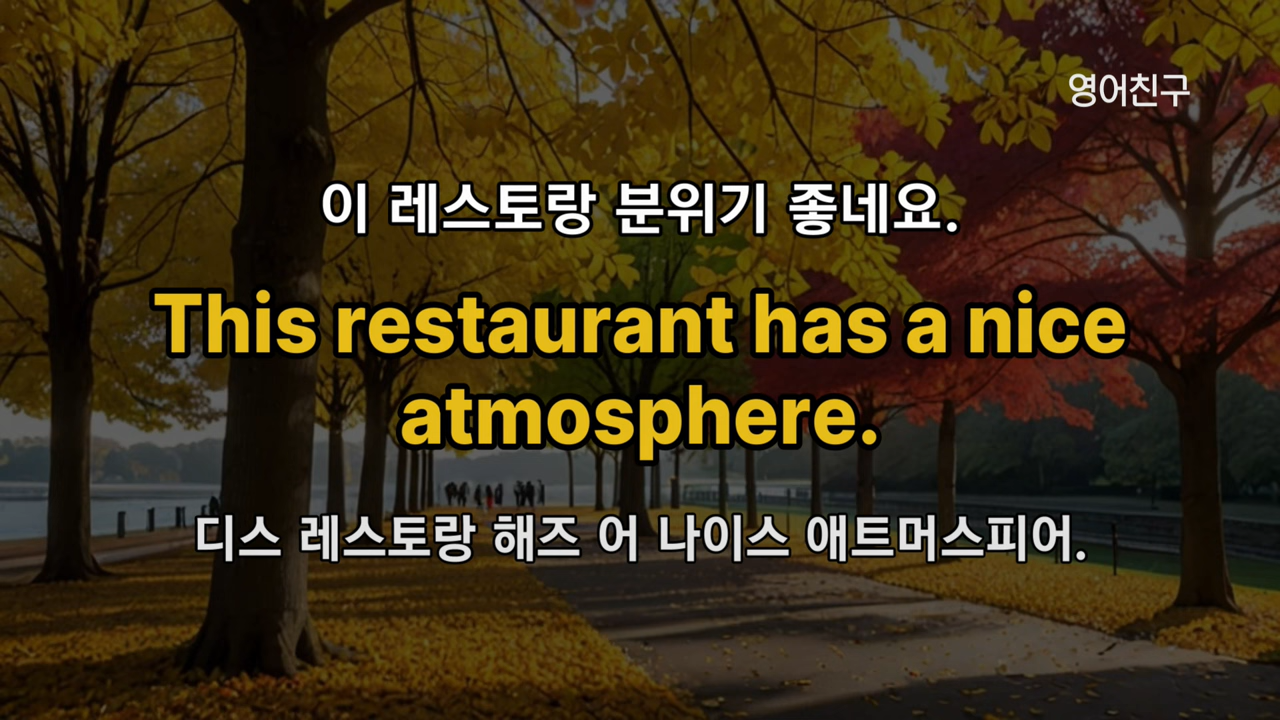 영어친구
이 레스토랑 분위기 좋네요.
This restaurant has a nice
atmosphere.
디스 레스토랑 해즈 어 나이스 애트머스피어.